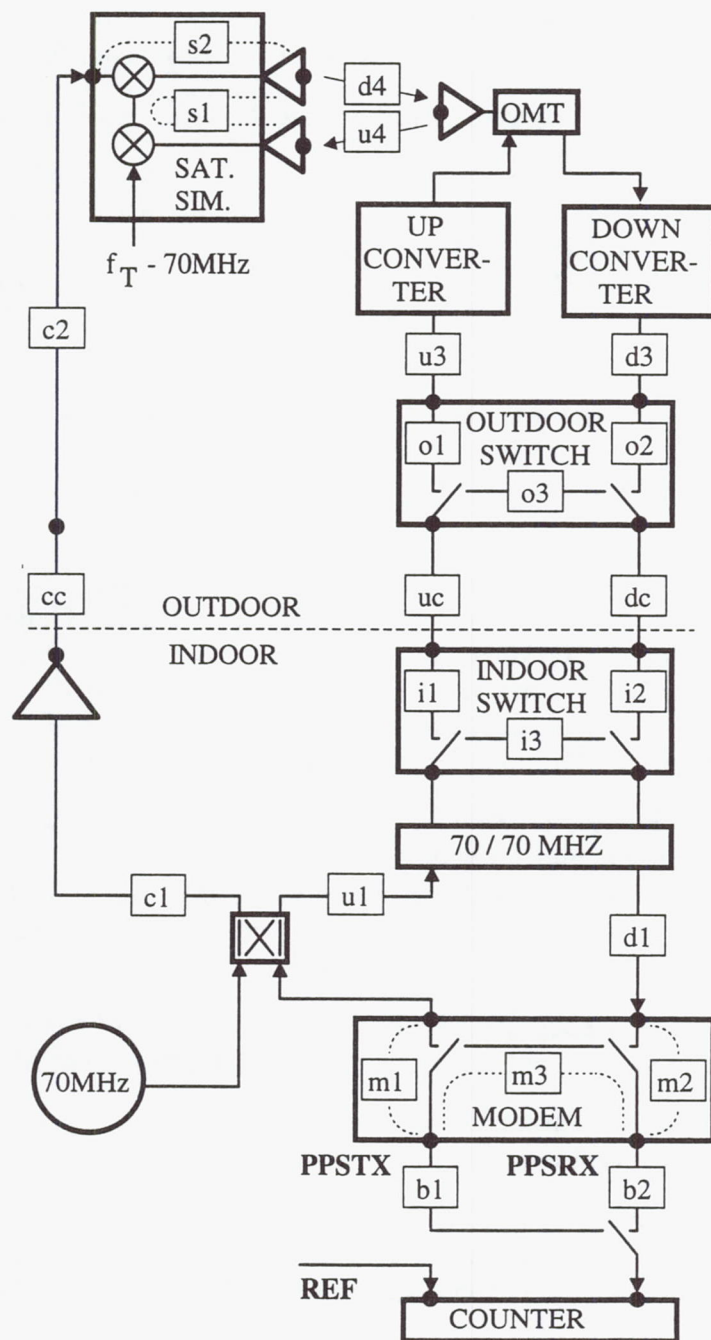 s2
d4
OMT
s1
u4
SAT.
SIM.
UP
CONVER-
TER
DOWN
CONVER-
TER
f T - 70MHz
c2
u3
d3
OUTDOOR
SWITCH
o1
o2
o3
cc
OUTDOOR
uc
dc
INDOOR
INDOOR
SWITCH
i1
i2
i3
70 / 70 MHZ
c1
u1
d1
70MHz
m1
m3
m2
MODEM
PPSTX
PPSRX
b1
b2
REF
COUNTER